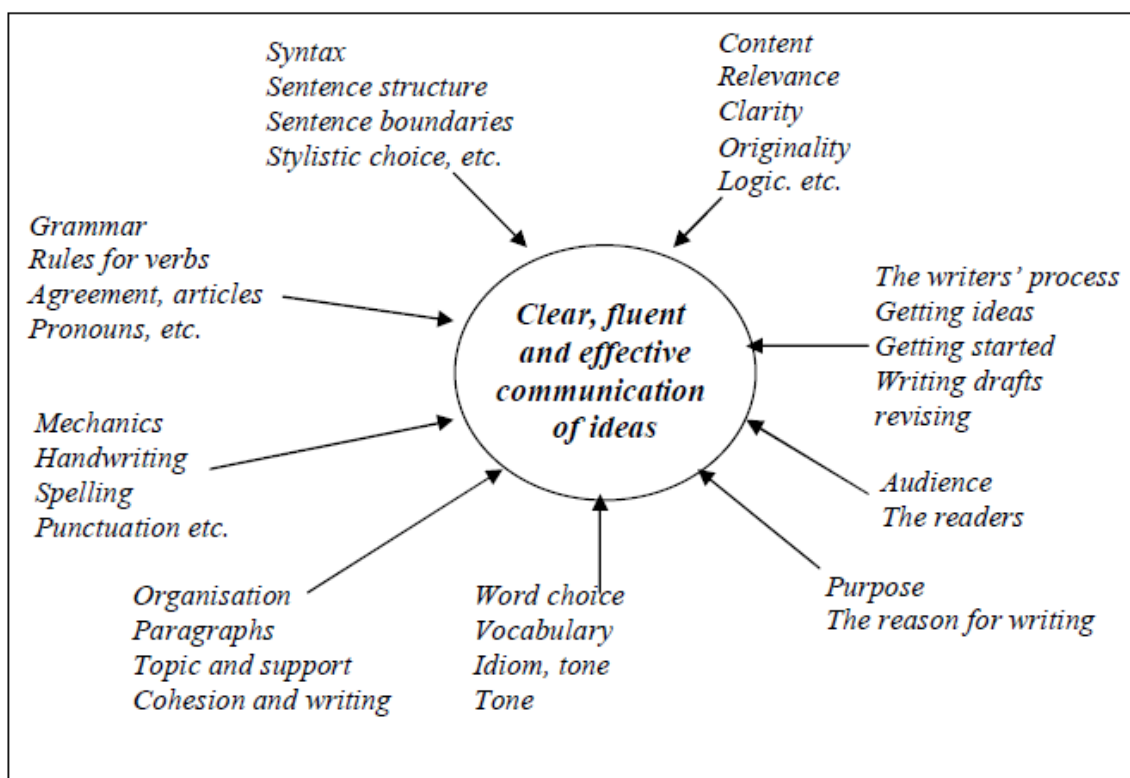 Syntax
Sentence structure
Sentence boundaries
Stylistic choice, etc.
Content
Relevance
Clarity
Originality
Logic. etc.
Grammar
Rules for verbs
Agreement, articles
Pronouns, etc.
Clear, fluent
and effective
communication
of ideas
The writers’ process
Getting ideas
Getting started
Writing drafts
revising
Mechanics
Handwriting
Spelling
Punctuation etc.
Audience
The readers
Organisation
Paragraphs
Topic and support
Cohesion and writing
Word choice
Vocabulary
Idiom, tone
Tone
Purpose
The reason for writing